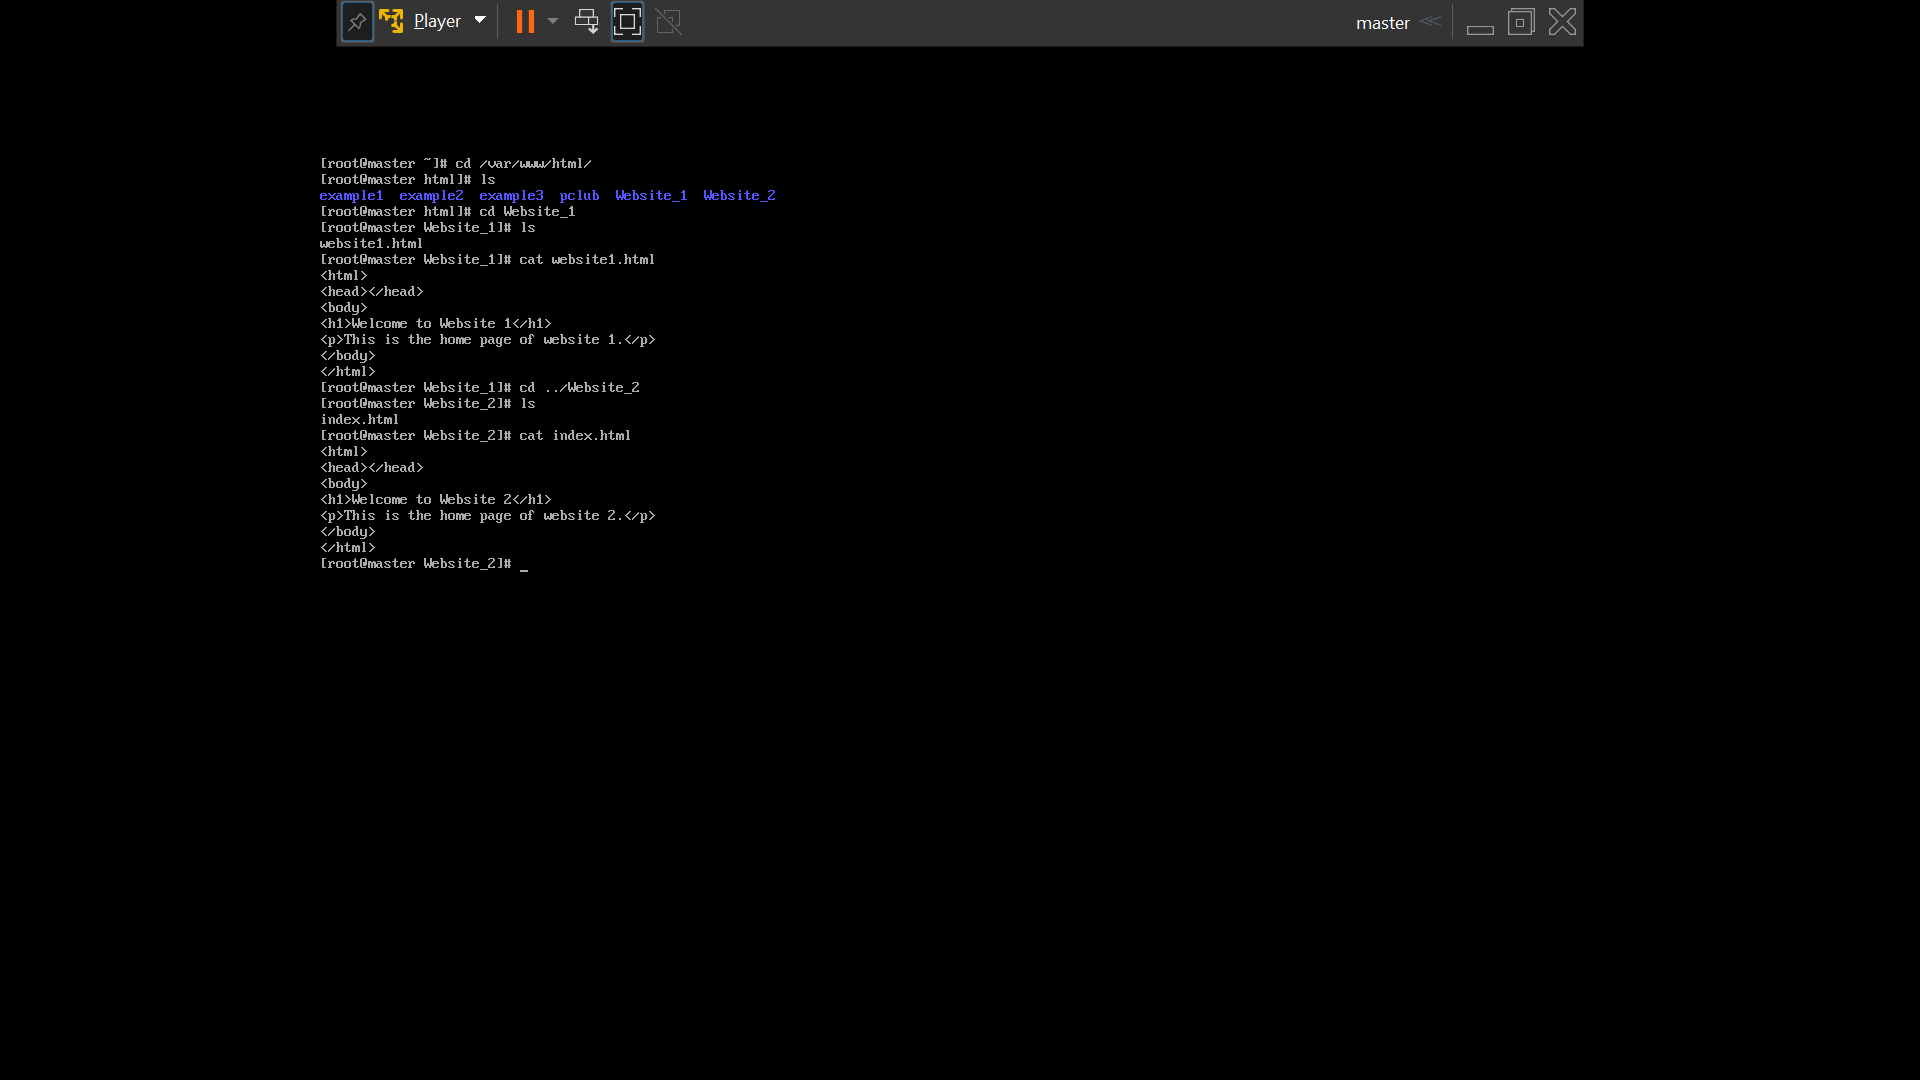 Player
master
[root@master ~]# cd /var/www/html/
[root@master html]# ls
example1  example2  example3  pclub  Website_1  Website_2
[root@master html]# cd Website_1
[root@master Website_1]# ls
website1.html
[root@master Website_1]# cat website1.html
<html>
<head></head>
<body>
<h1>Welcome to Website 1</h1>
<p>This is the home page of website 1.</p>
</body>
</html>
[root@master Website_1]# cd ../Website_2
[root@master Website_2]# ls
index.html
[root@master Website_2]# cat index.html
<html>
<head></head>
<body>
<h1>Welcome to Website 2</h1>
<p>This is the home page of website 2.</p>
</body>
</html>
[root@master Website_2]# _